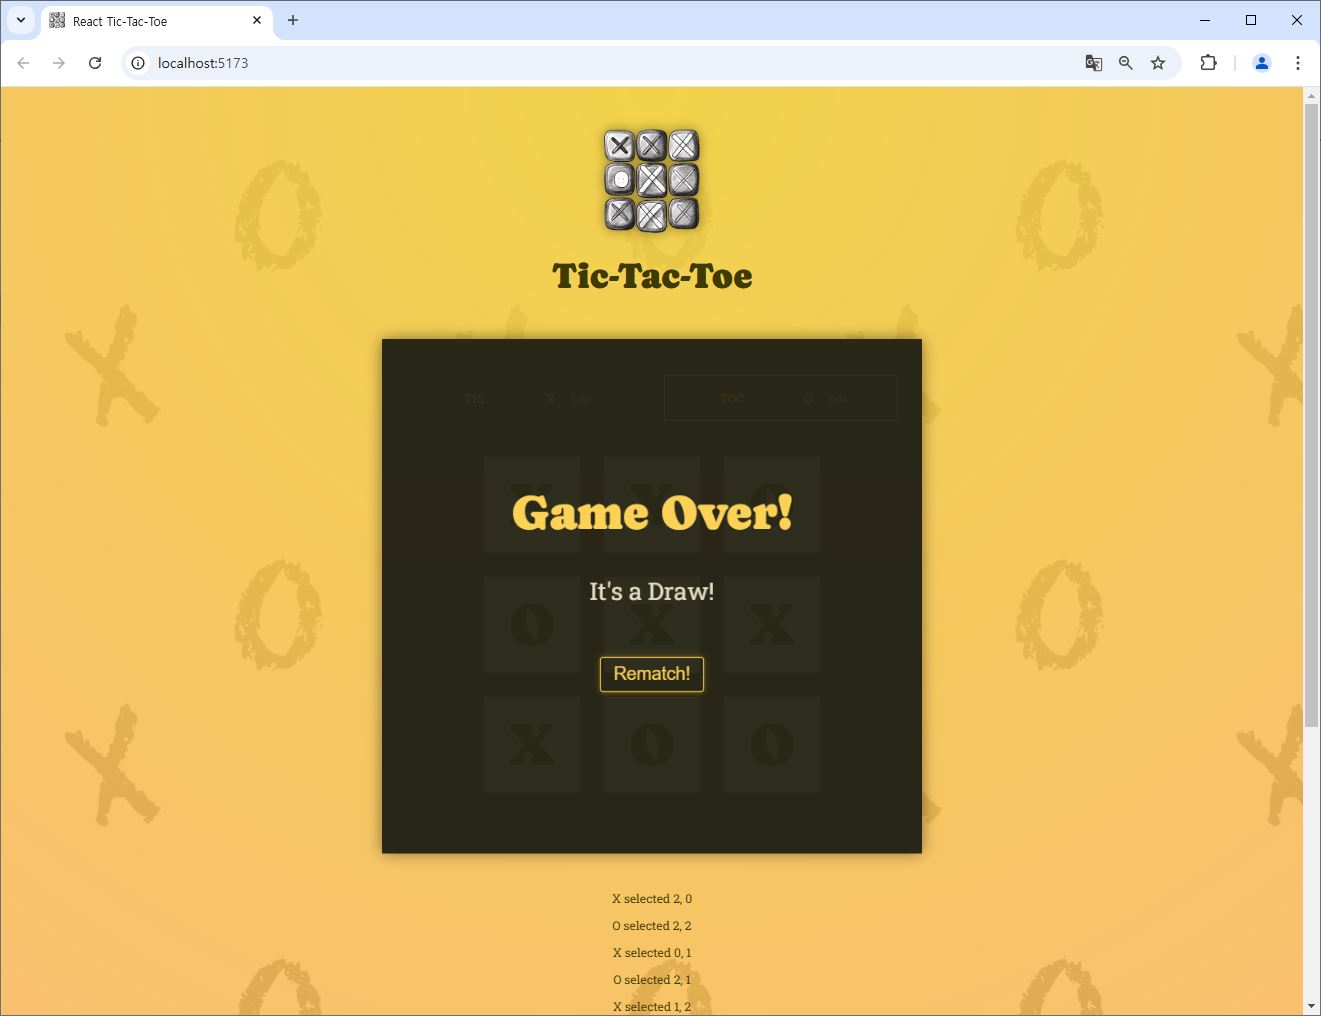 React Tic-Tac-Toe
localhost:5173
Tic-Tac-Toe
TIC X Edit TOC O Edit
X X O
Game Over!
It's a Draw!
O X X
Rematch!
X O O
X selected 2, 0
O selected 2, 2
X selected 0, 1
O selected 2, 1
X selected 1, 2